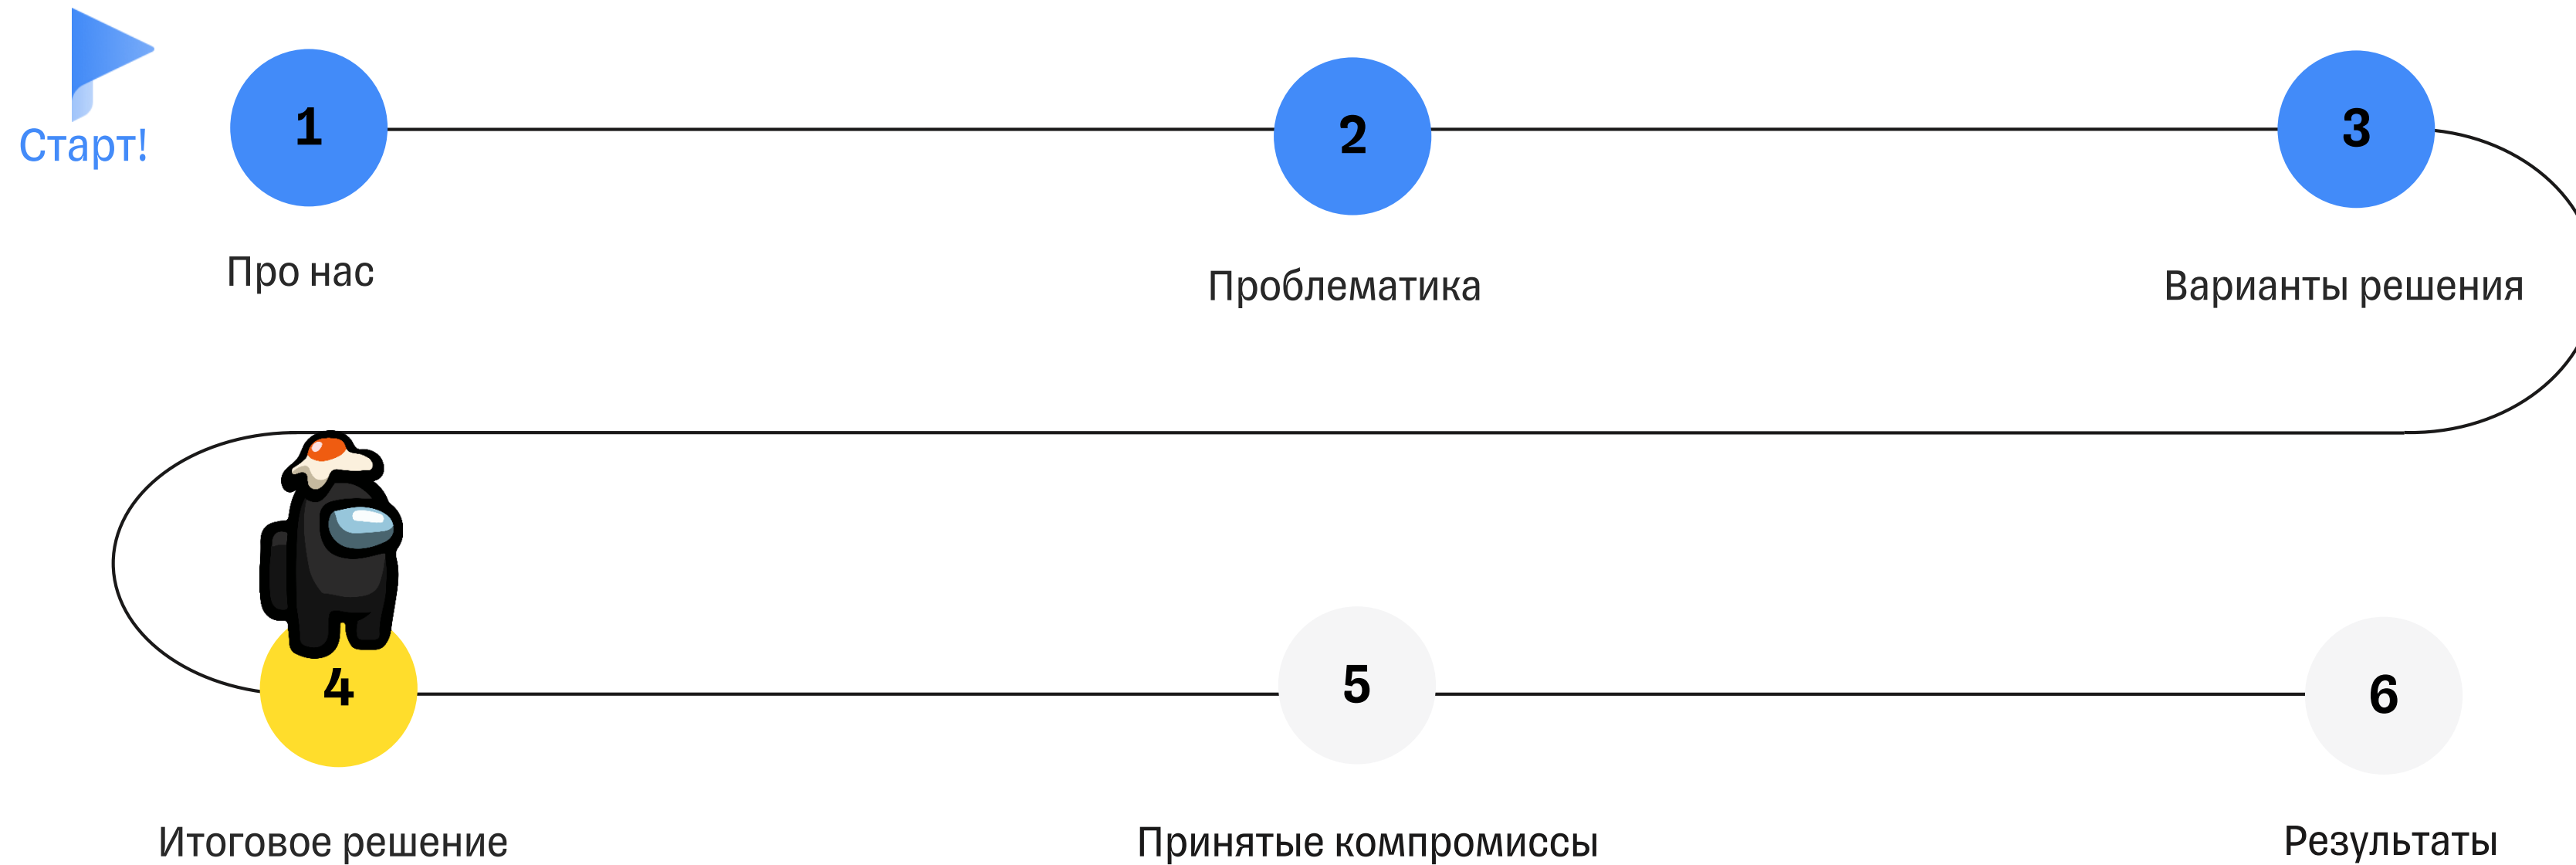 Старт!
1
2
3
Про нас
Проблематика
Варианты решения
4
5
6
Итоговое решение
Принятые компромиссы
Результаты